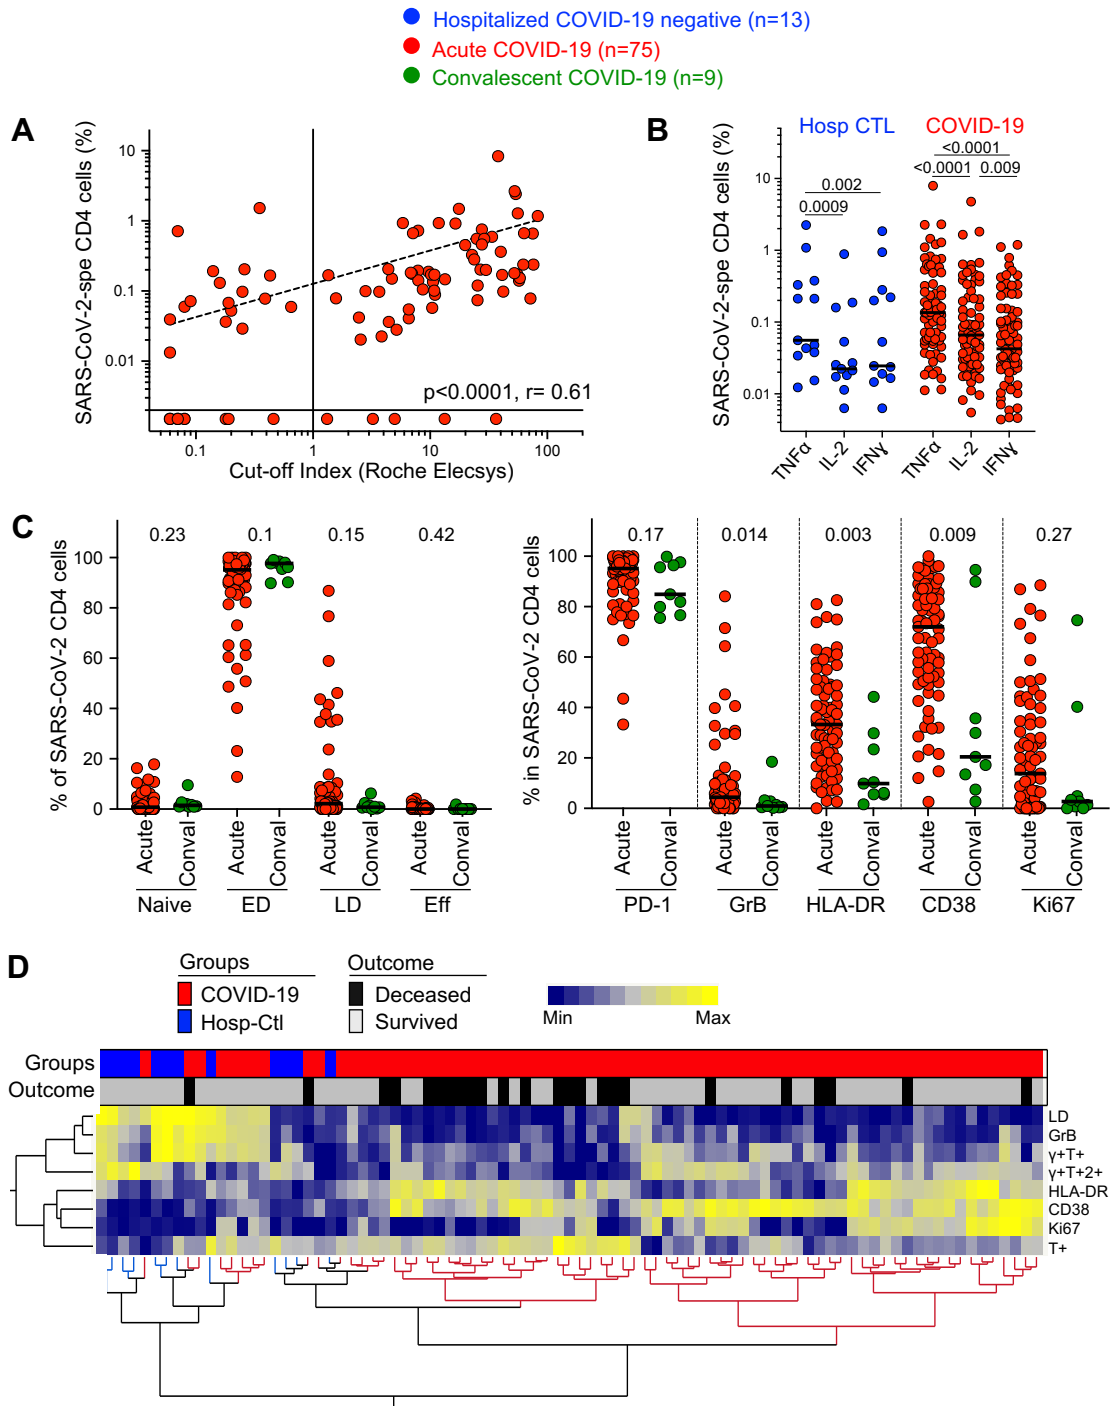 Hospitalized COVID-19 negative (n=13)
Acute COVID-19 (n=75)
Convalescent COVID-19 (n=9)
A
SARS-CoV-2-spe CD4 cells (%)
10
1
0.1
0.01
p<0.0001, r= 0.61
0.1
1
10
100
Cut-off Index (Roche Elecsys)
B
SARS-CoV-2-spe CD4 cells (%)
Hosp CTL
COVID-19
<0.0001
<0.0001
0.009
0.002
0.0009
10
1
0.1
0.01
TNFα
IL-2
IFNɣ
TNFα
IL-2
IFNɣ
C
% of SARS-CoV-2 CD4 cells
0.23
0.1
0.15
0.42
100
80
60
40
20
0
Acute
Conval
Acute
Conval
Acute
Conval
Acute
Conval
Naive
ED
LD
Eff
% in SARS-CoV-2 CD4 cells
0.17
0.014
0.003
0.009
0.27
100
80
60
40
20
0
Acute
Conval
Acute
Conval
Acute
Conval
Acute
Conval
Acute
Conval
PD-1
GrB
HLA-DR
CD38
Ki67
D
Groups
COVID-19
Hosp-Ctl
Outcome
Deceased
Survived
Min
Max
Groups
Outcome
LD
GrB
γ+T+
γ+T+2+
HLA-DR
CD38
Ki67
T+